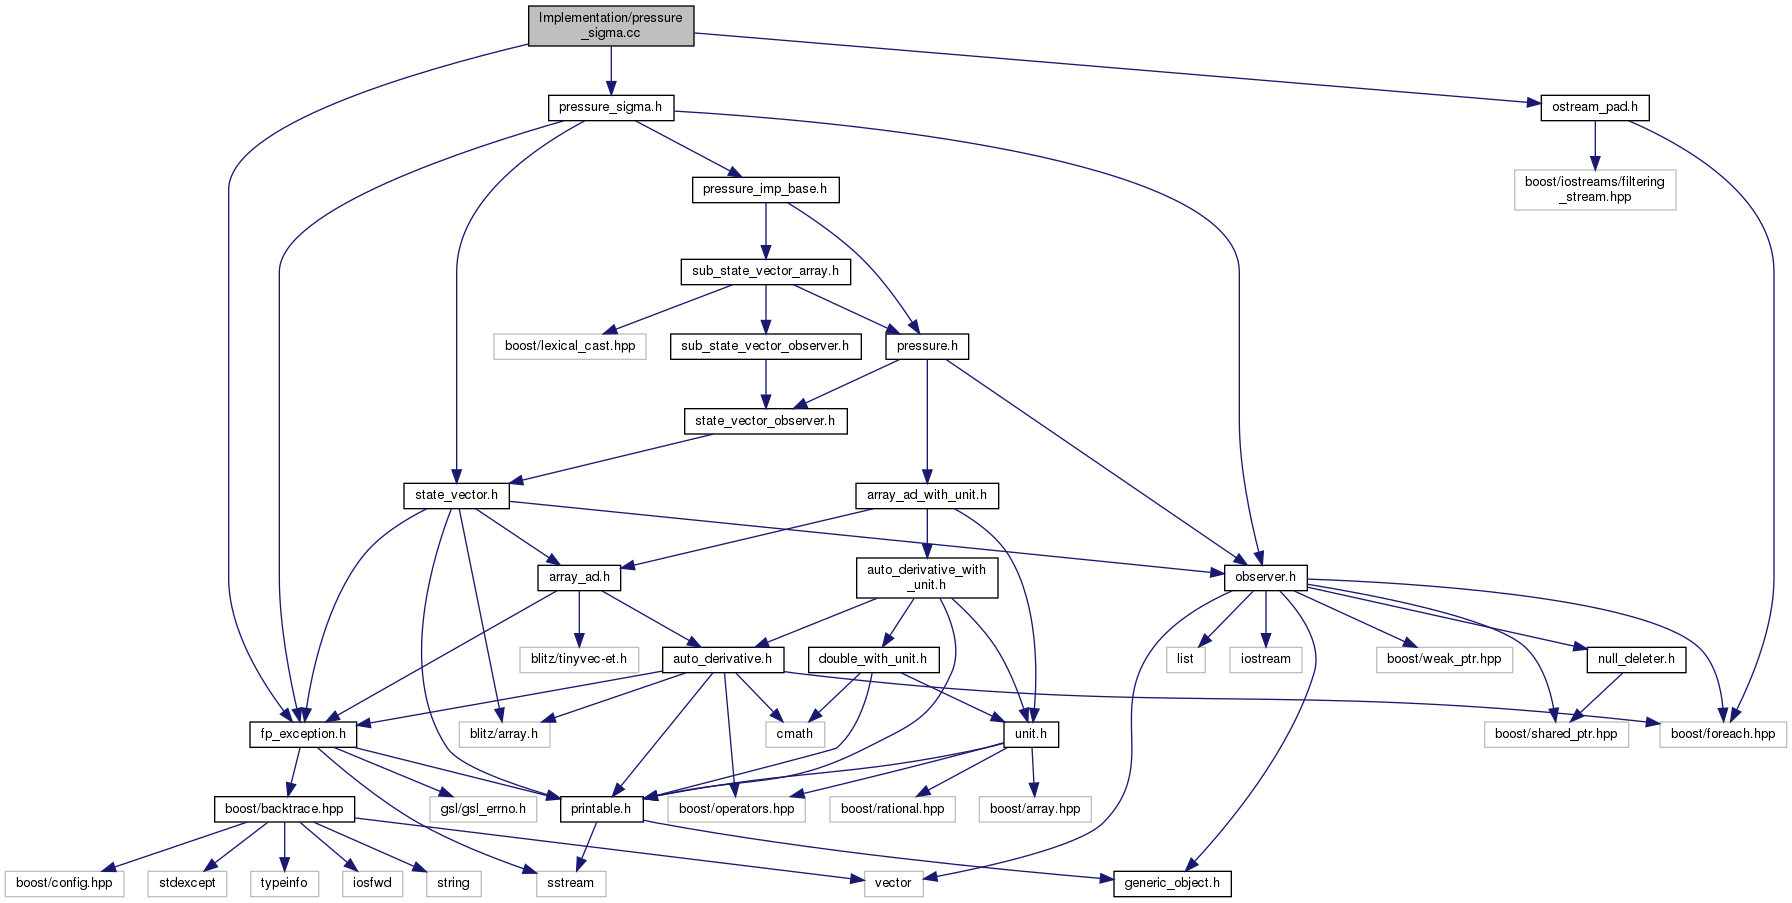 Implementation/pressure
_sigma.cc
pressure_sigma.h
ostream_pad.h
pressure_imp_base.h
boost/iostreams/filtering
_stream.hpp
sub_state_vector_array.h
boost/lexical_cast.hpp
sub_state_vector_observer.h
pressure.h
state_vector_observer.h
state_vector.h
array_ad_with_unit.h
array_ad.h
auto_derivative_with
_unit.h
observer.h
blitz/tinyvec-et.h
auto_derivative.h
double_with_unit.h
list
iostream
boost/weak_ptr.hpp
null_deleter.h
fp_exception.h
blitz/array.h
cmath
unit.h
boost/shared_ptr.hpp
boost/foreach.hpp
boost/backtrace.hpp
gsl/gsl_errno.h
printable.h
boost/operators.hpp
boost/rational.hpp
boost/array.hpp
boost/config.hpp
stdexcept
typeinfo
iosfwd
string
sstream
vector
generic_object.h